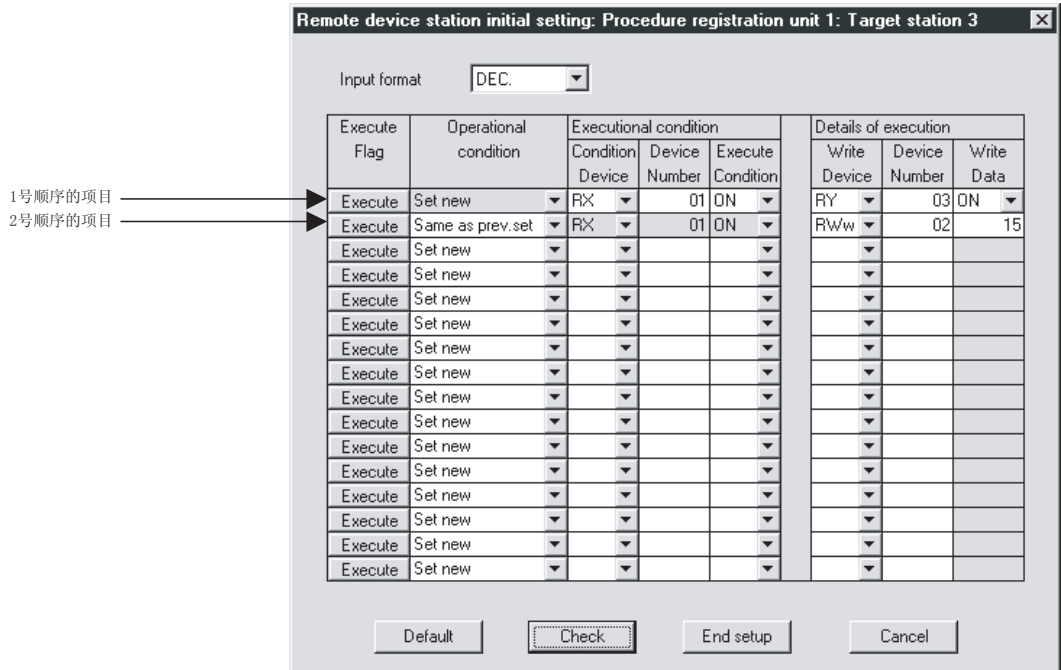 Remote device station initial setting: Procedure registration unit 1: Target station 3
Input format DEC.
Execute Flag Operational condition Executional condition Details of execution
Condition Device Device Number Execute Condition Write Device Device Number Write Data
1号顺序的项目 Execute Set new RX 01 ON RY 03 ON
2号顺序的项目 Execute Same as prev.set RX 01 ON RWw 02 15
Execute Set new
Execute Set new
Execute Set new
Execute Set new
Execute Set new
Execute Set new
Execute Set new
Execute Set new
Execute Set new
Execute Set new
Execute Set new
Execute Set new
Execute Set new
Execute Set new
Default Check End setup Cancel